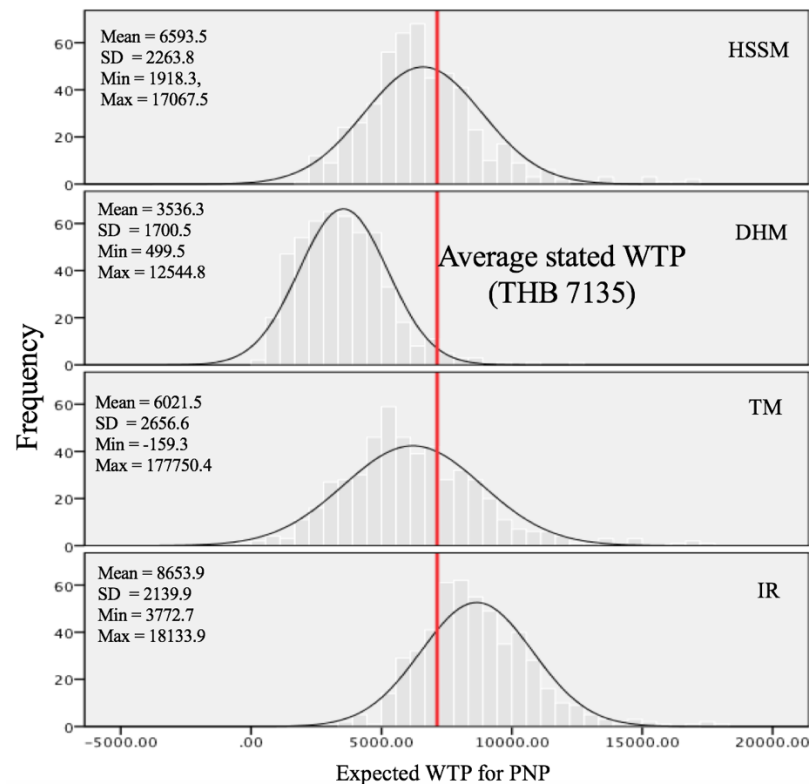 Mean = 6593.5
SD = 2263.8
Min = 1918.3,
Max = 17067.5
HSSM
60
40
20
0
Mean = 3536.3
SD = 1700.5
Min = 499.5
Max = 12544.8
DHM
Average stated WTP
(THB 7135)
60
40
20
0
Frequency
Mean = 6021.5
SD = 2656.6
Min = -159.3
Max = 177750.4
TM
60
40
20
0
Mean = 8653.9
SD = 2139.9
Min = 3772.7
Max = 18133.9
IR
60
40
20
0
-5000.00 .00 5000.00 10000.00 15000.00 20000.00
Expected WTP for PNP